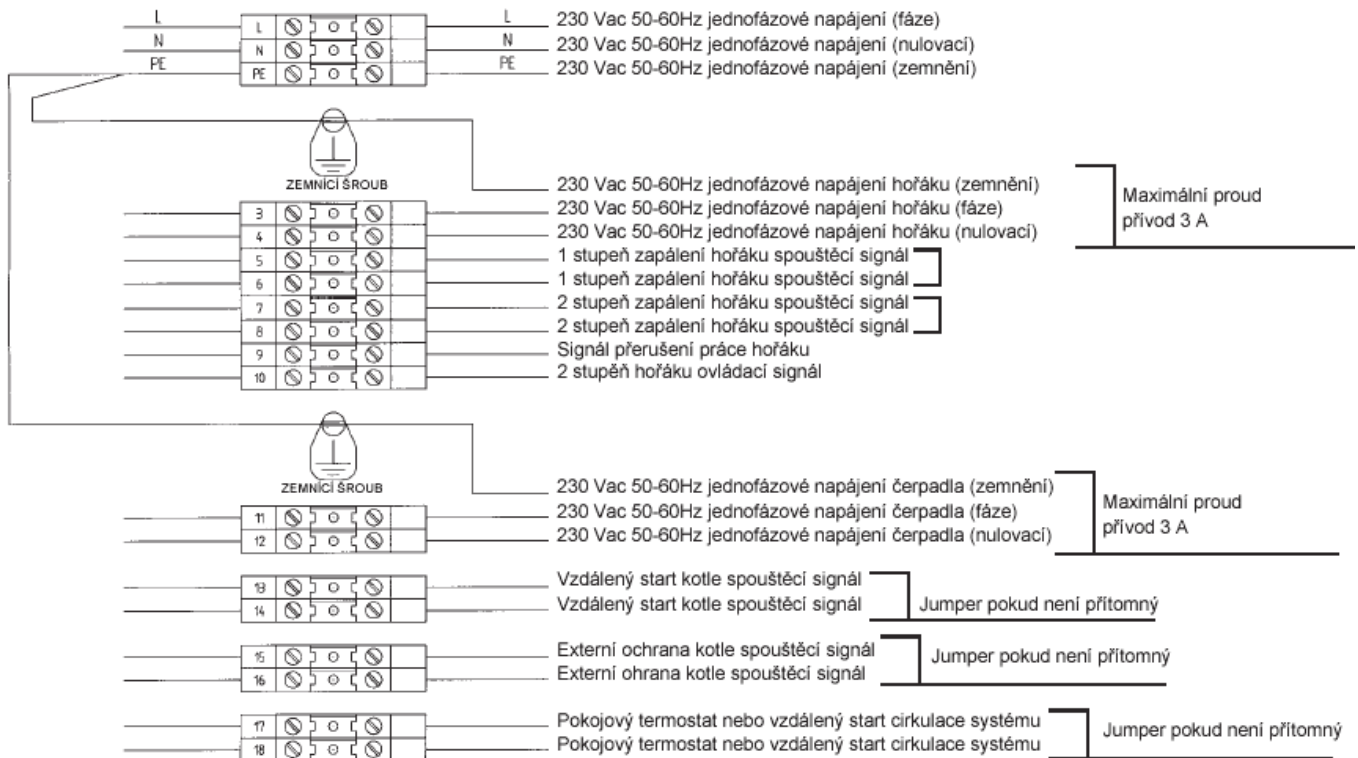 L L L 230 Vac 50-60Hz jednofázové napájení (fáze)
N N N 230 Vac 50-60Hz jednofázové napájení (nulovací)
PE PE PE 230 Vac 50-60Hz jednofázové napájení (zemnění)
ZEMNÍCÍ ŠROUB
230 Vac 50-60Hz jednofázové napájení hořáku (zemnění)
3 230 Vac 50-60Hz jednofázové napájení hořáku (fáze)
4 230 Vac 50-60Hz jednofázové napájení hořáku (nulovací)
Maximální proud
přívod 3 A
5 1 stupeň zapálení hořáku spouštěcí signál
6 1 stupeň zapálení hořáku spouštěcí signál
7 2 stupeň zapálení hořáku spouštěcí signál
8 2 stupeň zapálení hořáku spouštěcí signál
9 Signál přerušení práce hořáku
10 2 stupěň hořáku ovládací signál
ZEMNÍCÍ ŠROUB
230 Vac 50-60Hz jednofázové napájení čerpadla (zemnění)
11 230 Vac 50-60Hz jednofázové napájení čerpadla (fáze)
12 230 Vac 50-60Hz jednofázové napájení čerpadla (nulovací)
Maximální proud
přívod 3 A
13 Vzdálený start kotle spouštěcí signál
14 Vzdálený start kotle spouštěcí signál
Jumper pokud není přítomný
15 Externí ochrana kotle spouštěcí signál
16 Externí ohrana kotle spouštěcí signál
Jumper pokud není přítomný
17 Pokojový termostat nebo vzdálený start cirkulace systému
18 Pokojový termostat nebo vzdálený start cirkulace systému
Jumper pokud není přítomný